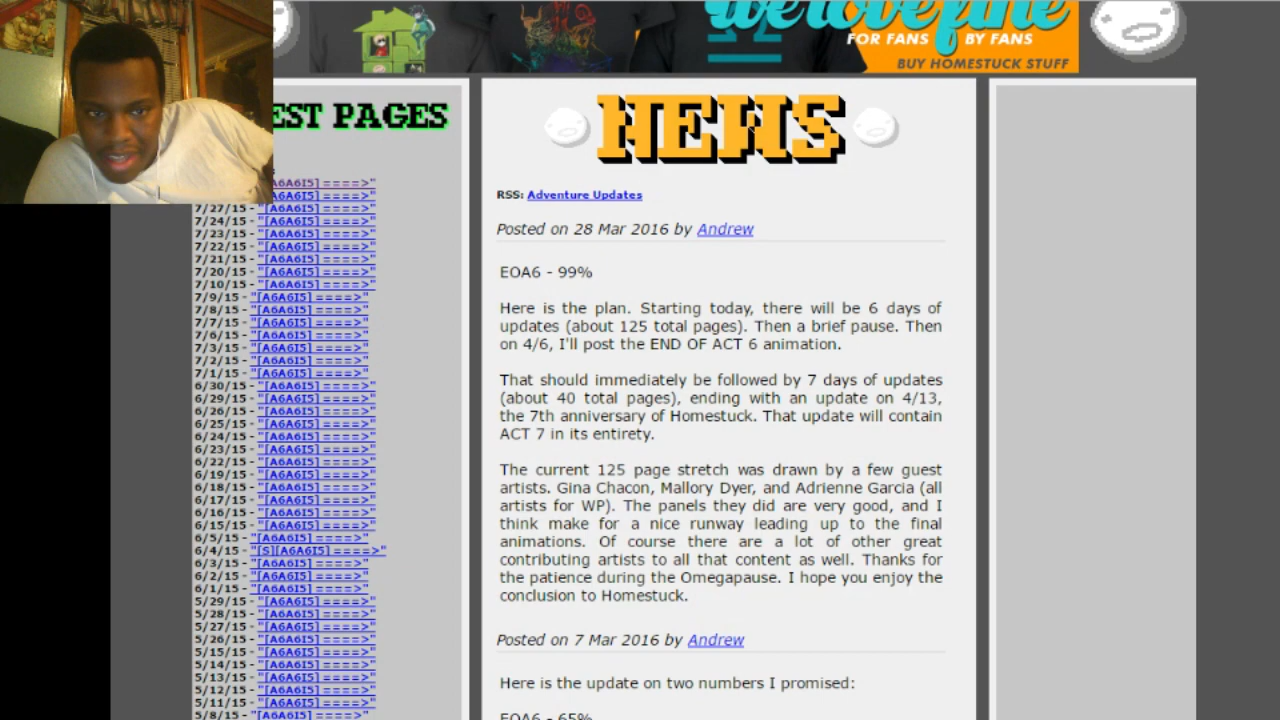 welovefine
FOR FANS BY FANS
BUY HOMESTUCK STUFF
EST PAGES
[A6A6I5] ====>"
"[A6A6I5] ====>"
7/27/15 - "[A6A6I5] ====>"
7/24/15 - "[A6A6I5] ====>"
7/23/15 - "[A6A6I5] ====>"
7/22/15 - "[A6A6I5] ====>"
7/21/15 - "[A6A6I5] ====>"
7/20/15 - "[A6A6I5] ====>"
7/10/15 - "[A6A6I5] ====>"
7/9/15 - "[A6A6I5] ====>"
7/8/15 - "[A6A6I5] ====>"
7/7/15 - "[A6A6I5] ====>"
7/6/15 - "[A6A6I5] ====>"
7/3/15 - "[A6A6I5] ====>"
7/2/15 - "[A6A6I5] ====>"
7/1/15 - "[A6A6I5] ====>"
6/30/15 - "[A6A6I5] ====>"
6/29/15 - "[A6A6I5] ====>"
6/26/15 - "[A6A6I5] ====>"
6/25/15 - "[A6A6I5] ====>"
6/24/15 - "[A6A6I5] ====>"
6/23/15 - "[A6A6I5] ====>"
6/22/15 - "[A6A6I5] ====>"
6/19/15 - "[A6A6I5] ====>"
6/18/15 - "[A6A6I5] ====>"
6/17/15 - "[A6A6I5] ====>"
6/16/15 - "[A6A6I5] ====>"
6/15/15 - "[A6A6I5] ====>"
6/5/15 - "[A6A6I5] ====>"
6/4/15 - "[S][A6A6I5] ====>"
6/3/15 - "[A6A6I5] ====>"
6/2/15 - "[A6A6I5] ====>"
6/1/15 - "[A6A6I5] ====>"
5/29/15 - "[A6A6I5] ====>"
5/28/15 - "[A6A6I5] ====>"
5/27/15 - "[A6A6I5] ====>"
5/26/15 - "[A6A6I5] ====>"
5/15/15 - "[A6A6I5] ====>"
5/14/15 - "[A6A6I5] ====>"
5/13/15 - "[A6A6I5] ====>"
5/12/15 - "[A6A6I5] ====>"
5/11/15 - "[A6A6I5] ====>"
5/8/15 - "[A6A6I5] ====>"
NEWS
RSS: Adventure Updates
Posted on 28 Mar 2016 by Andrew
EOA6 - 99%
Here is the plan. Starting today, there will be 6 days of
updates (about 125 total pages). Then a brief pause. Then
on 4/6, I'll post the END OF ACT 6 animation.
That should immediately be followed by 7 days of updates
(about 40 total pages), ending with an update on 4/13,
the 7th anniversary of Homestuck. That update will contain
ACT 7 in its entirety.
The current 125 page stretch was drawn by a few guest
artists. Gina Chacon, Mallory Dyer, and Adrienne Garcia (all
artists for WP). The panels they did are very good, and I
think make for a nice runway leading up to the final
animations. Of course there are a lot of other great
contributing artists to all that content as well. Thanks for
the patience during the Omegapause. I hope you enjoy the
conclusion to Homestuck.
Posted on 7 Mar 2016 by Andrew
Here is the update on two numbers I promised:
EOA6 - 65%